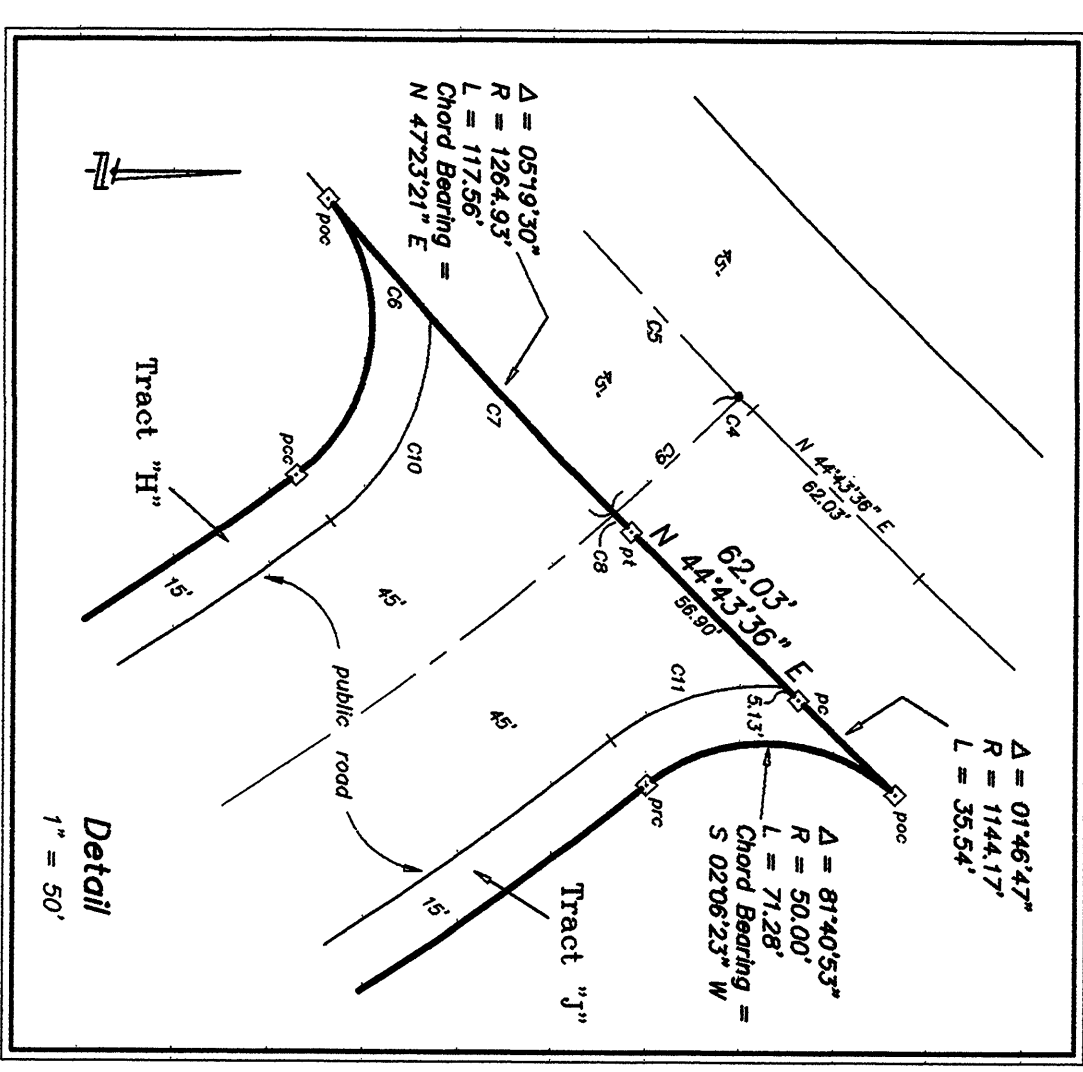 Δ = 05°19'30"
R = 1264.93'
L = 117.56'
Chord Bearing =
N 47°23'21" E
poc
C6
C7
C10
pcc
Tract "H"
15'
45'
45'
C5
45'
C4
C9
N 44°43'36" E
62.03'
C8
pt
62.03'
N 44°43'36" E
56.90'
pc
5.13'
C11
45'
45'
public road
prc
poc
Δ = 01°46'47"
R = 1144.17'
L = 35.54'
Δ = 81°40'53"
R = 50.00'
L = 71.28'
Chord Bearing =
S 02°06'23" W
Tract "J"
15'
Detail
1" = 50'